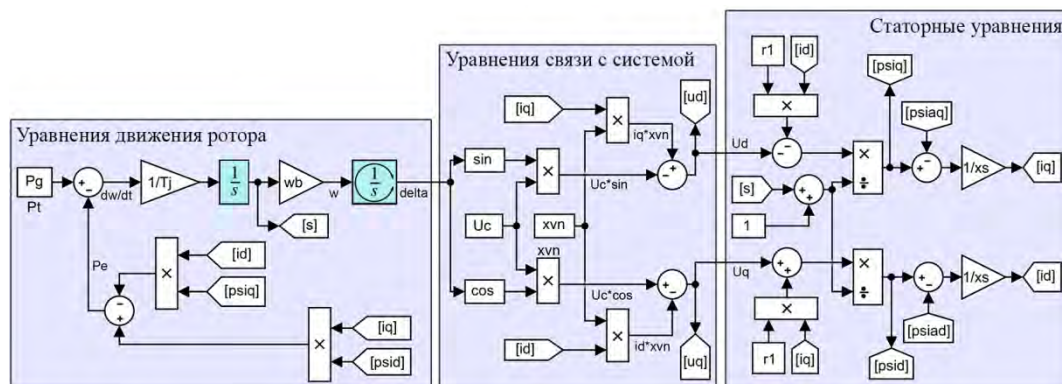 Уравнения движения ротора
Pg
Pt
+
-
dw/dt
1/Tj
1
s
wb
w
1
s
delta
[s]
Pe
[id]
×
[psiq]
-
+
[iq]
×
[psid]
Уравнения связи с системой
[iq]
×
iq*xvn
[ud]
sin
×
Uc*sin
+
-
Uc
xvn
xvn
cos
×
Uc*cos
+
-
[id]
×
id*xvn
[uq]
Статорные уравнения
r1
[id]
×
[psiq]
[psiaq]
Ud
-
-
×
÷
-
1/xs
[iq]
[s]
+
+
1
Uq
+
+
×
÷
+
-
1/xs
[id]
×
[psiad]
r1
[iq]
[psid]